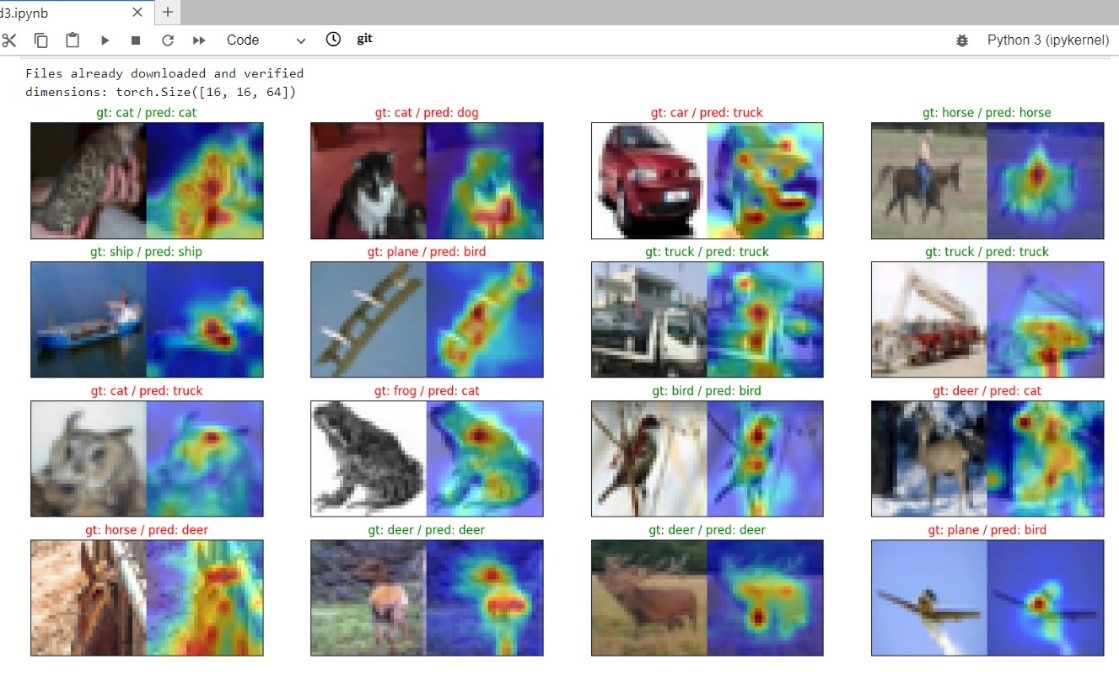 d3.ipynb
Code git Python 3 (ipykernel)
Files already downloaded and verified
dimensions: torch.Size([16, 16, 64])
gt: cat / pred: cat gt: cat / pred: dog gt: car / pred: truck gt: horse / pred: horse
gt: ship / pred: ship gt: plane / pred: bird gt: truck / pred: truck gt: truck / pred: truck
gt: cat / pred: truck gt: frog / pred: cat gt: bird / pred: bird gt: deer / pred: cat
gt: horse / pred: deer gt: deer / pred: deer gt: deer / pred: deer gt: plane / pred: bird